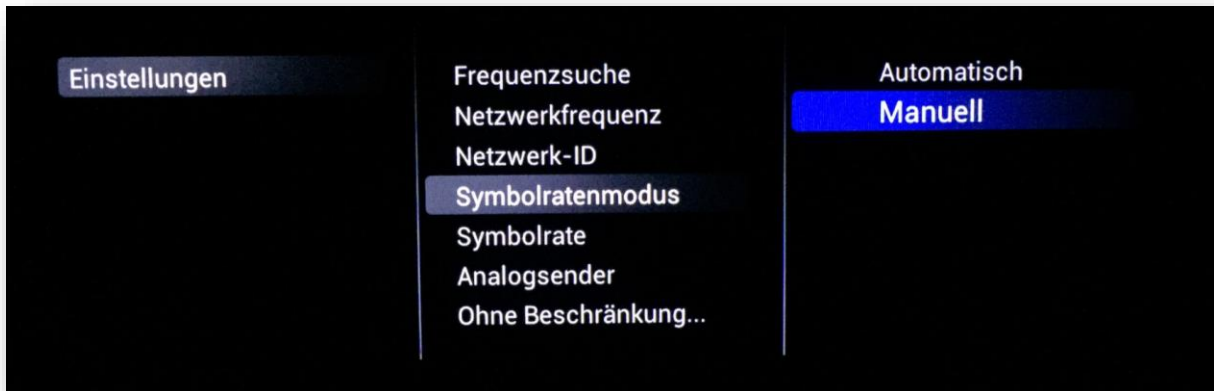 Einstellungen
Frequenzsuche
Netzwerkfrequenz
Netzwerk-ID
Symbolratenmodus
Symbolrate
Analogsender
Ohne Beschränkung...
Automatisch
Manuell